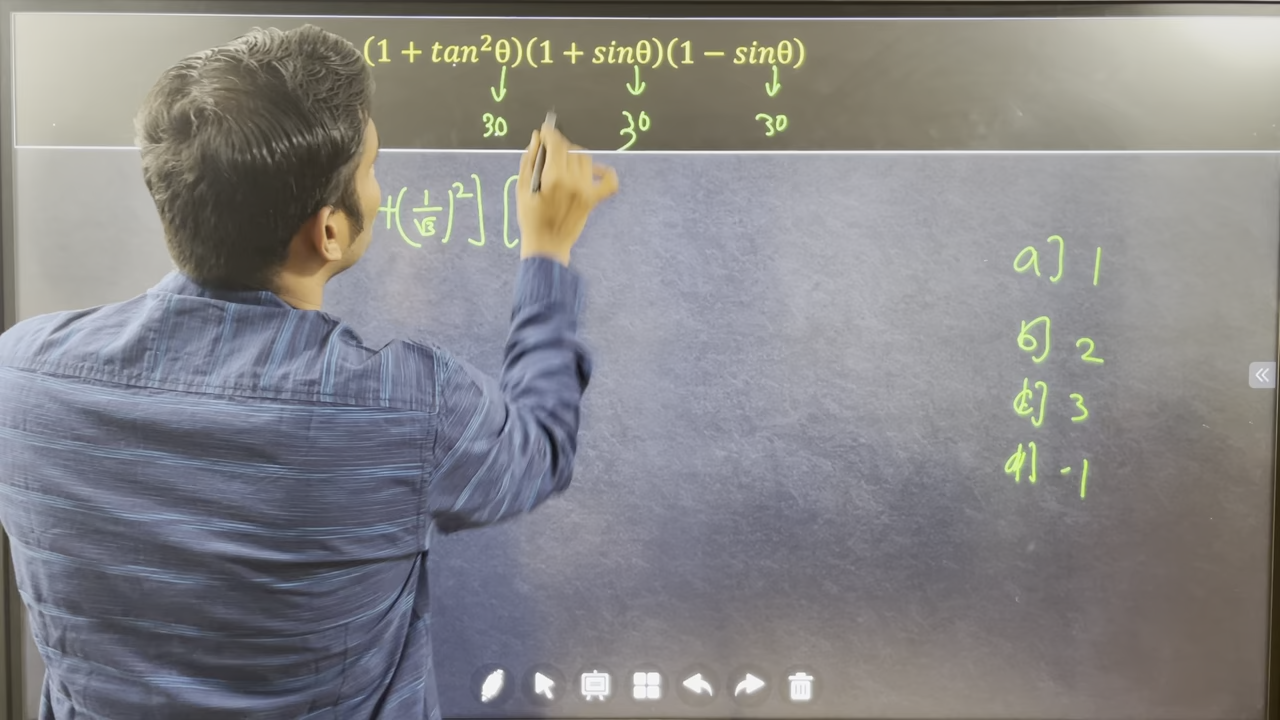 (1 + tan²θ)(1 + sinθ)(1 − sinθ)
↓ ↓ ↓
30 30 30
+(1/√3)²] [
a] 1
b] 2
c] 3
d] -1